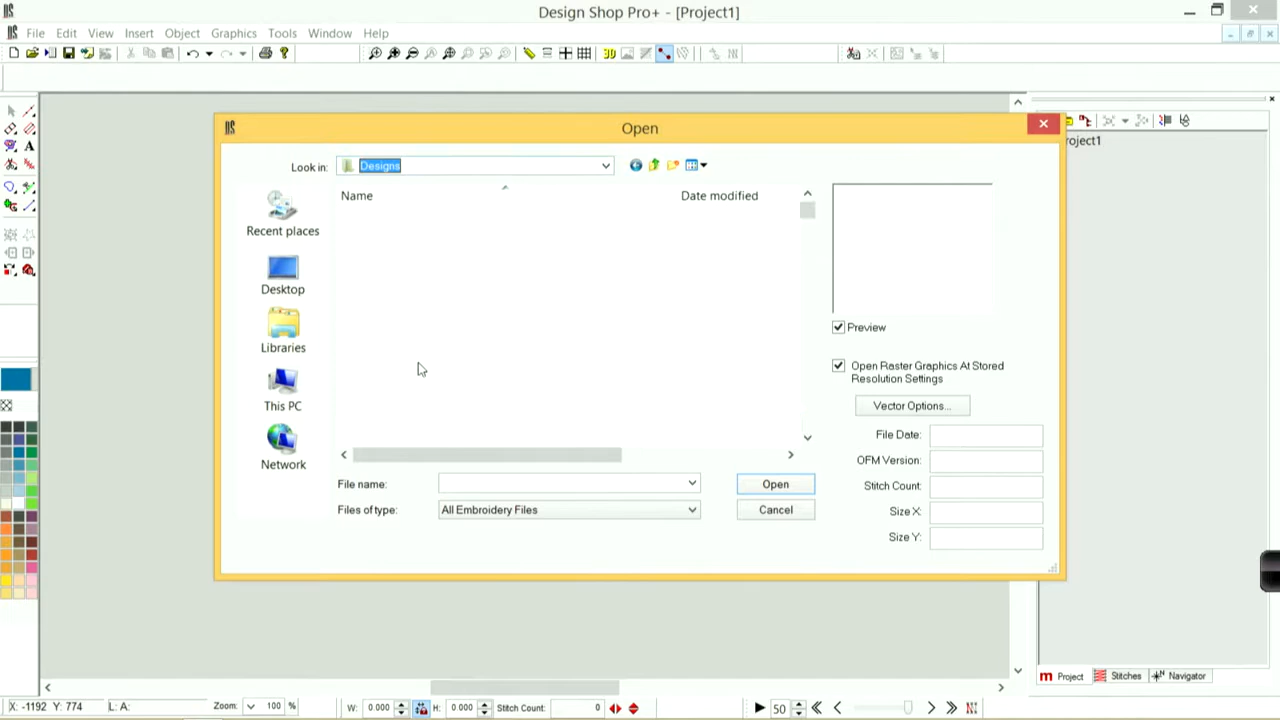 Design Shop Pro+ - [Project1]
File Edit View Insert Object Graphics Tools Window Help
3D
Open
Look in: Designs
Name Date modified
Recent places
Desktop
Libraries
This PC
Network
Preview
Open Raster Graphics At Stored
Resolution Settings
Vector Options...
File Date:
OFM Version:
Stitch Count:
Size X:
Size Y:
File name: Open
Files of type: All Embroidery Files Cancel
roject1
A
Project Stitches Navigator
X: -1192 Y: 774 L: A: Zoom: 100 % W: 0.000 H: 0.000 Stitch Count: 0 50